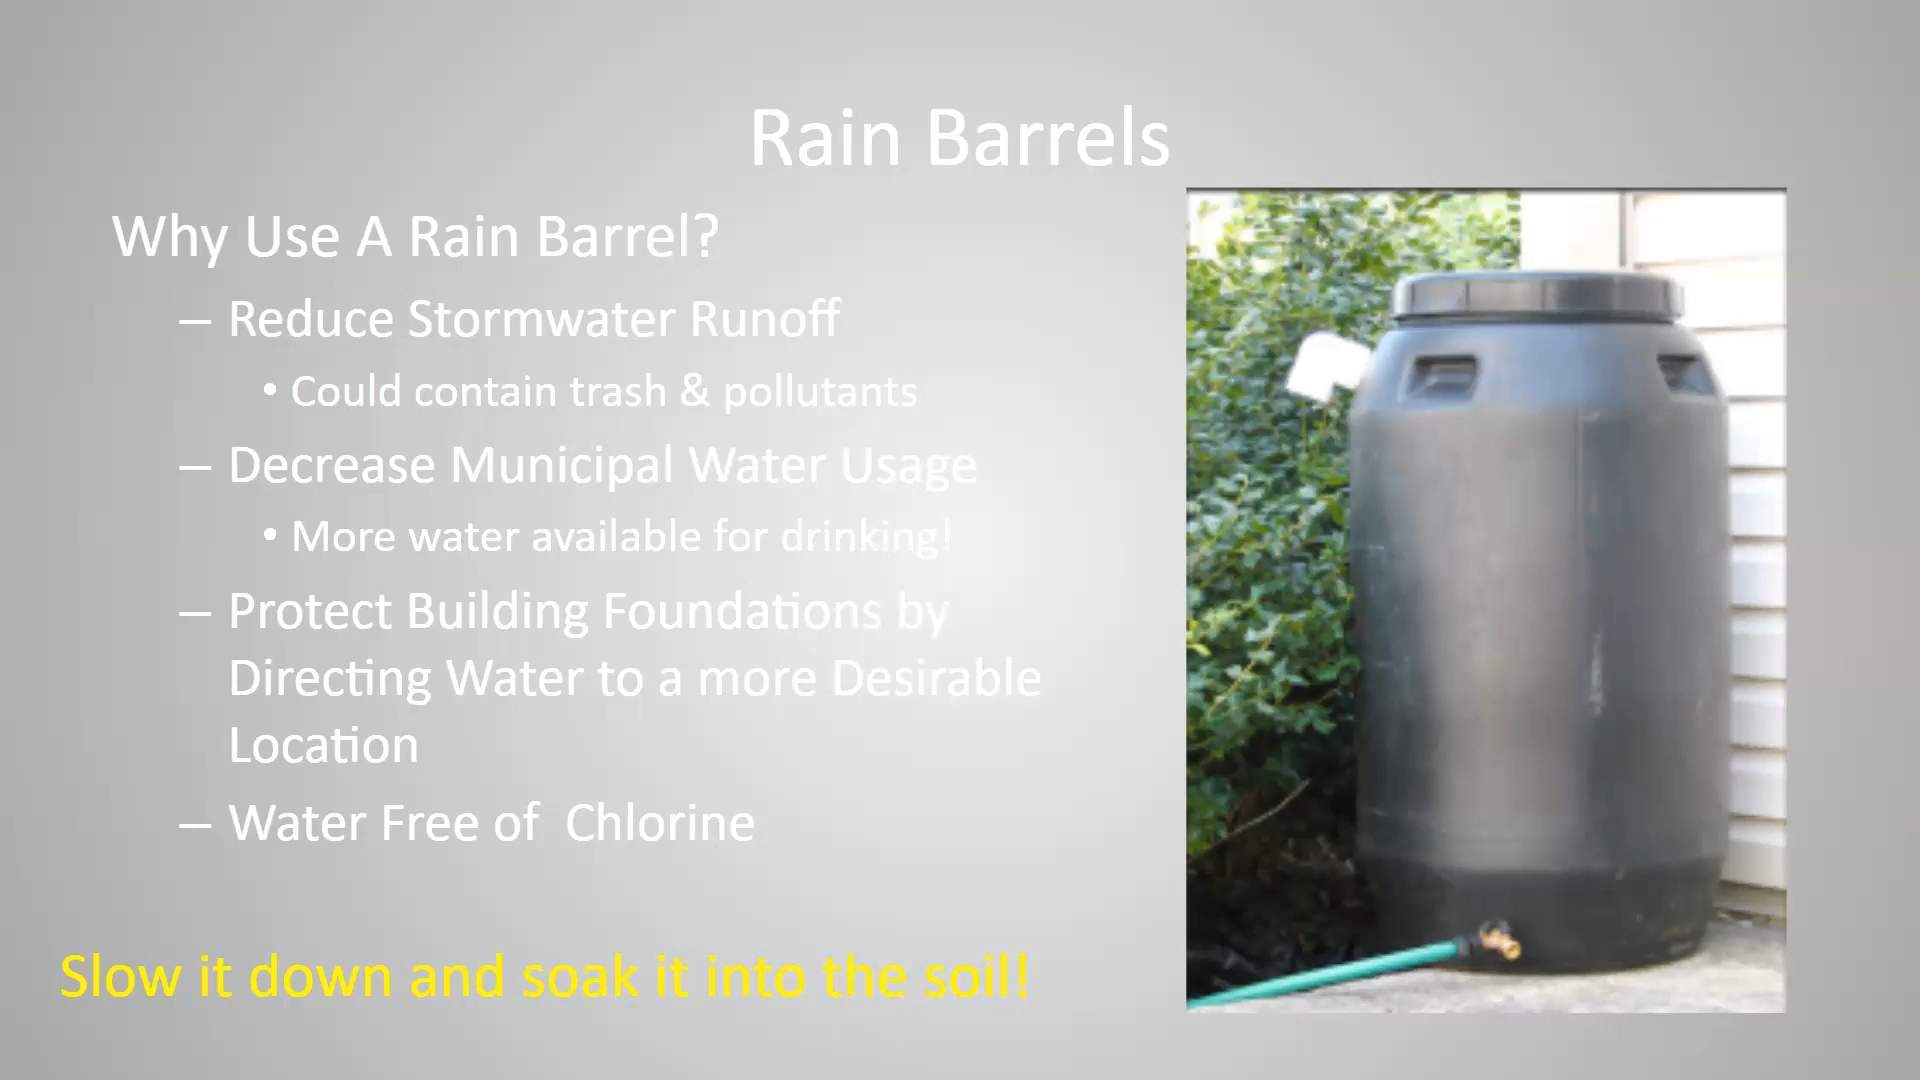 Rain Barrels
Why Use A Rain Barrel?
– Reduce Stormwater Runoff
• Could contain trash & pollutants
– Decrease Municipal Water Usage
• More water available for drinking!
– Protect Building Foundations by
Directing Water to a more Desirable
Location
– Water Free of  Chlorine
Slow it down and soak it into the soil!